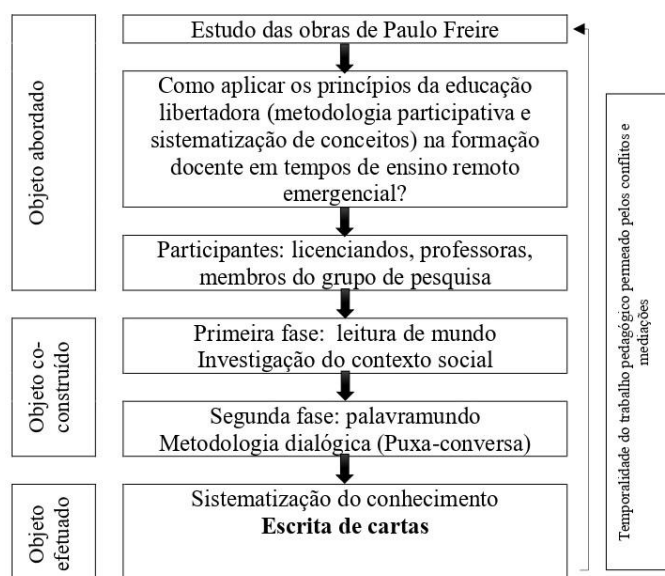 Estudo das obras de Paulo Freire
Objeto abordado
Como aplicar os princípios da educação
libertadora (metodologia participativa e
sistematização de conceitos) na formação
docente em tempos de ensino remoto
emergencial?
Participantes: licenciandos, professoras,
membros do grupo de pesquisa
Objeto co-
construído
Primeira fase: leitura de mundo
Investigação do contexto social
Segunda fase: palavramundo
Metodologia dialógica (Puxa-conversa)
Objeto
efetuado
Sistematização do conhecimento
Escrita de cartas
Temporalidade do trabalho pedagógico permeado pelos conflitos e
mediações